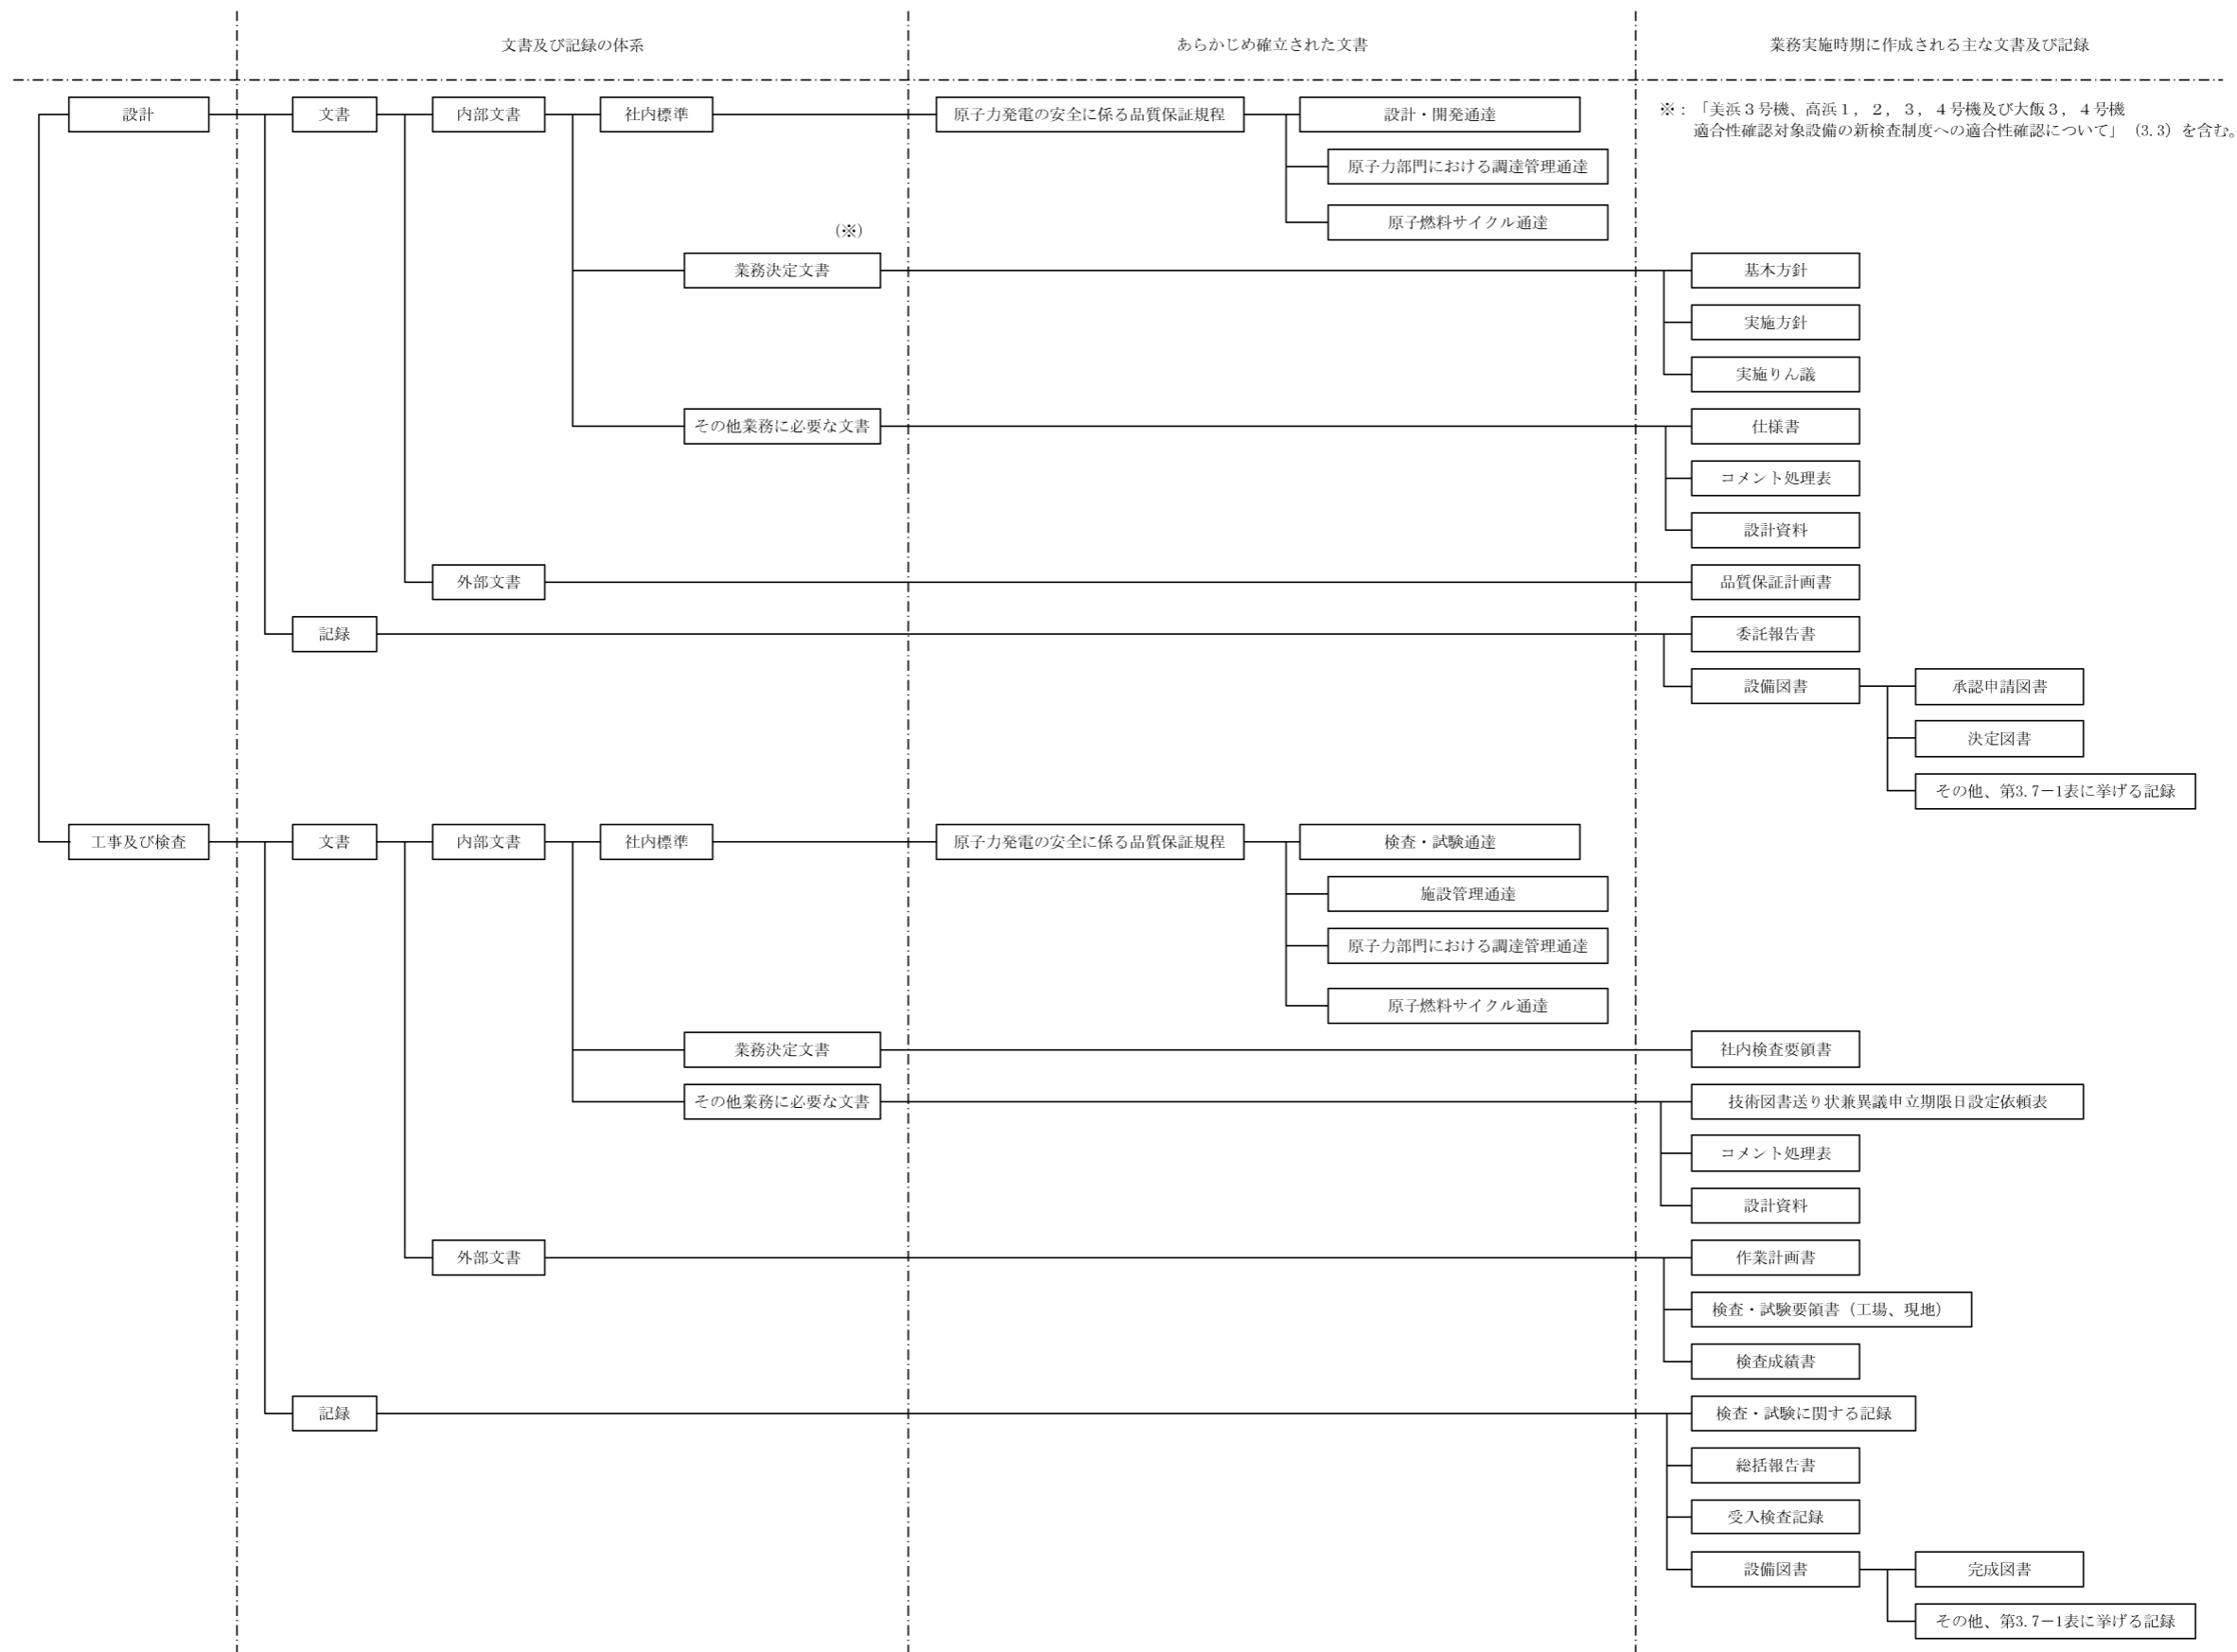 文書及び記録の体系
あらかじめ確立された文書
業務実施時期に作成される主な文書及び記録
設計
文書
内部文書
社内標準
原子力発電の安全に係る品質保証規程
設計・開発通達
※：「美浜３号機、高浜１，２，３，４号機及び大飯３，４号機
適合性確認対象設備の新検査制度への適合性確認について」（3.3）を含む。
原子力部門における調達管理通達
原子燃料サイクル通達
(※)
業務決定文書
基本方針
実施方針
実施りん議
その他業務に必要な文書
仕様書
コメント処理表
設計資料
外部文書
品質保証計画書
記録
委託報告書
設備図書
承認申請図書
決定図書
その他、第3.7－1表に挙げる記録
工事及び検査
文書
内部文書
社内標準
原子力発電の安全に係る品質保証規程
検査・試験通達
施設管理通達
原子力部門における調達管理通達
原子燃料サイクル通達
業務決定文書
社内検査要領書
その他業務に必要な文書
技術図書送り状兼異議申立期限日設定依頼表
コメント処理表
設計資料
外部文書
作業計画書
検査・試験要領書（工場、現地）
検査成績書
記録
検査・試験に関する記録
総括報告書
受入検査記録
設備図書
完成図書
その他、第3.7－1表に挙げる記録